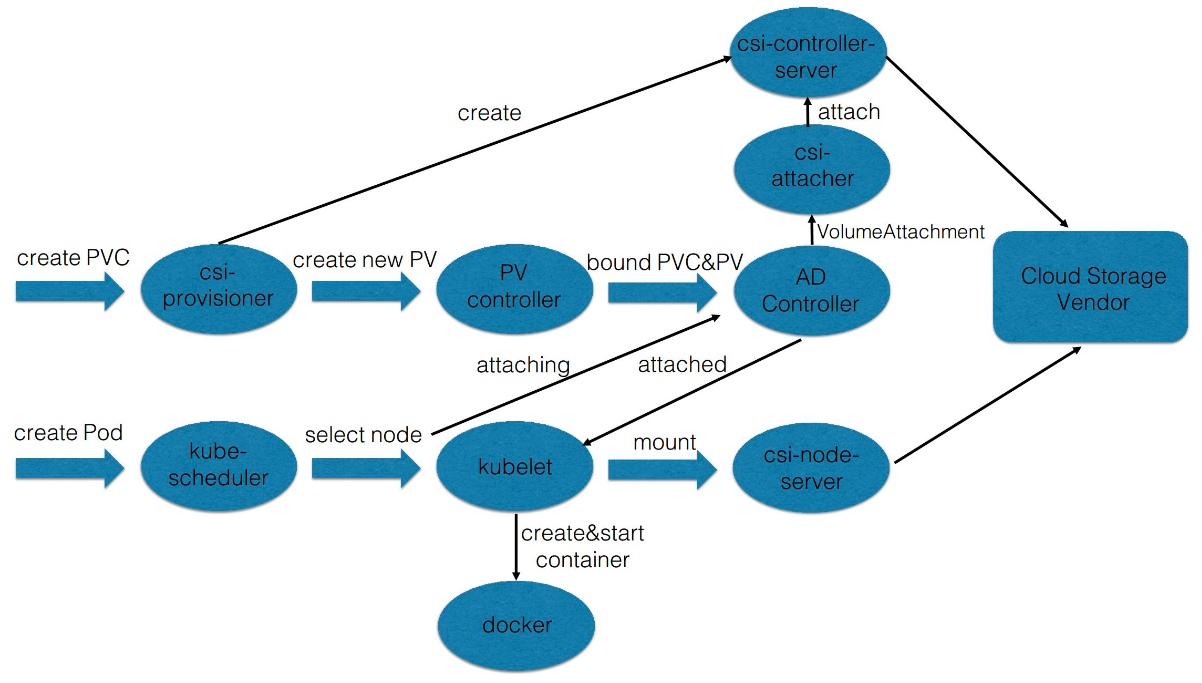 csi-controller-
server
create
attach
csi-
attacher
VolumeAttachment
create PVC
csi-
provisioner
create new PV
PV
controller
bound PVC&PV
AD
Controller
Cloud Storage
Vendor
attaching
attached
create Pod
kube-
scheduler
select node
kubelet
mount
csi-node-
server
create&start
container
docker